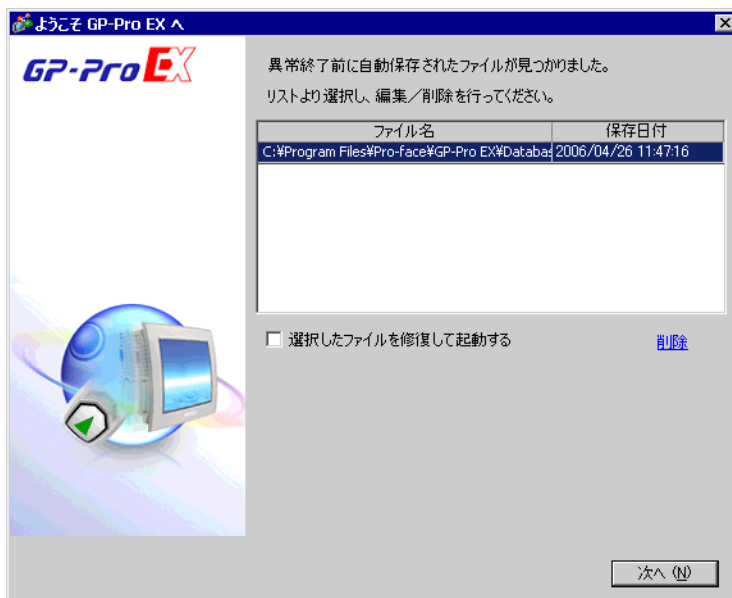 ようこそ GP-Pro EX へ
GP-Pro EX
異常終了前に自動保存されたファイルが見つかりました。
リストより選択し、編集／削除を行ってください。
ファイル名 保存日付
C:¥Program Files¥Pro-face¥GP-Pro EX¥Databas 2006/04/26 11:47:16
選択したファイルを修復して起動する 削除
次へ (N)